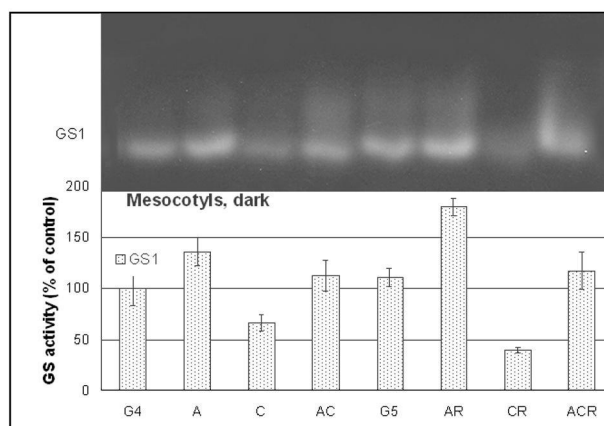 GS1
Mesocotyls, dark
GS activity (% of control)
200
150
100
50
0
GS1
G4 A C AC G5 AR CR ACR